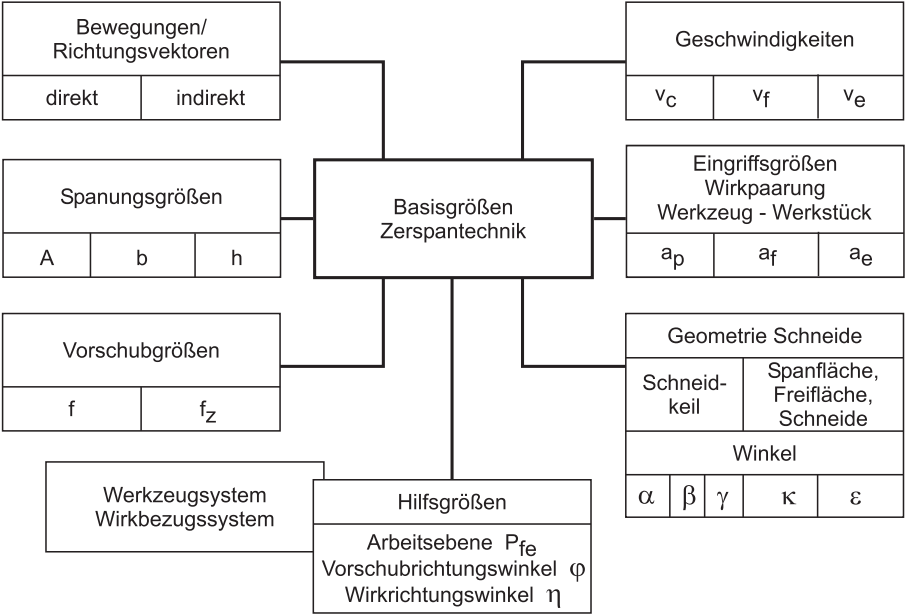 Bewegungen/
Richtungsvektoren
direkt indirekt
Geschwindigkeiten
vc vf ve
Spanungsgrößen
A b h
Basisgrößen
Zerspantechnik
Eingriffsgrößen
Wirkpaarung
Werkzeug - Werkstück
ap af ae
Vorschubgrößen
f fz
Geometrie Schneide
Schneid-
keil
Spanfläche,
Freifläche,
Schneide
Winkel
α β γ κ ε
Werkzeugsystem
Wirkbezugssystem
Hilfsgrößen
Arbeitsebene Pfe
Vorschubrichtungswinkel φ
Wirkrichtungswinkel η